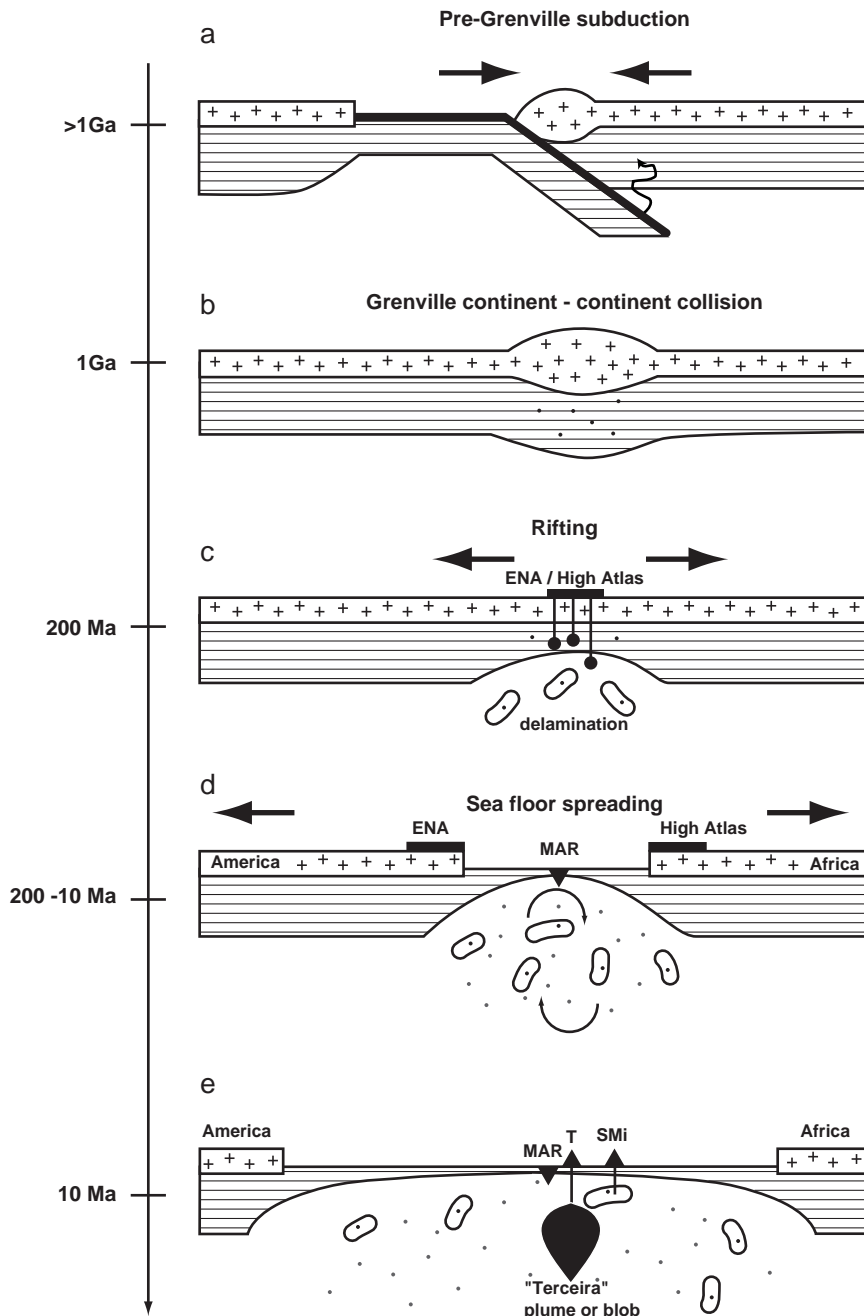 a
Pre-Grenville subduction
>1Ga
b
Grenville continent - continent collision
1Ga
c
Rifting
ENA / High Atlas
200 Ma
delamination
d
Sea floor spreading
ENA
High Atlas
MAR
America
Africa
200 -10 Ma
e
America
Africa
T
SMi
MAR
10 Ma
"Terceira"
plume or blob